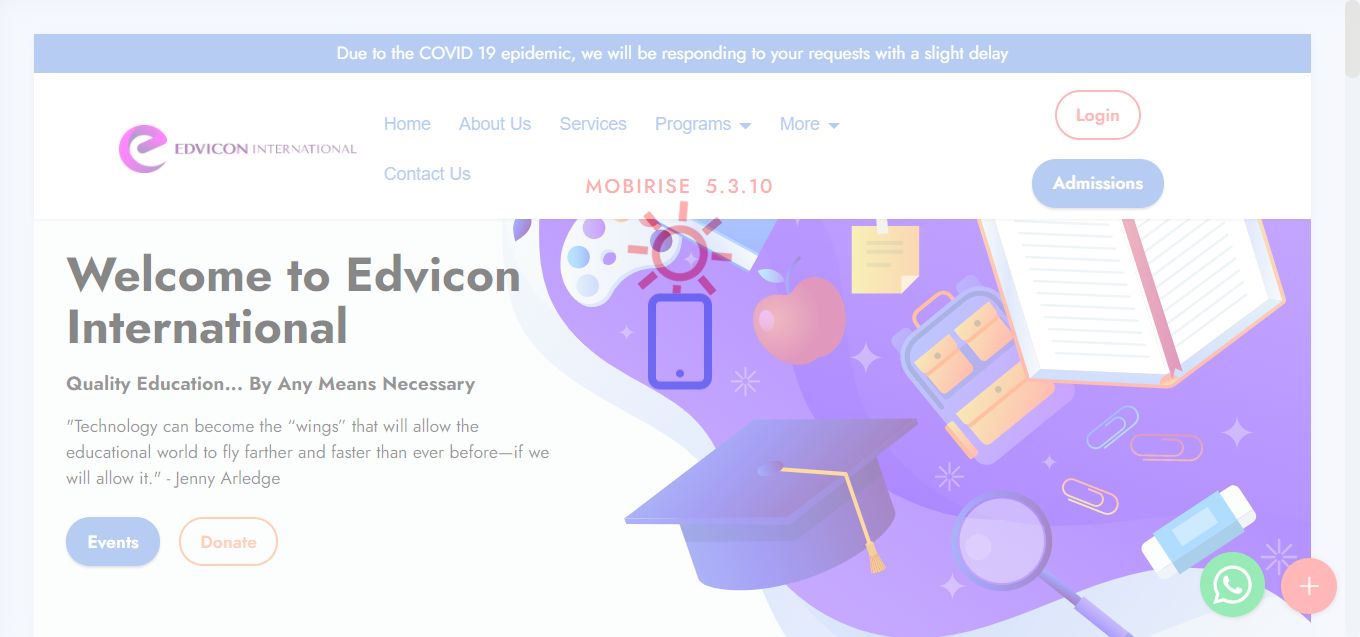 Due to the COVID 19 epidemic, we will be responding to your requests with a slight delay
EDVICON INTERNATIONAL
Home About Us Services Programs More
Contact Us
Login
Admissions
MOBIRISE 5.3.10
Welcome to Edvicon
International
Quality Education... By Any Means Necessary
"Technology can become the “wings” that will allow the
educational world to fly farther and faster than ever before—if we
will allow it." - Jenny Arledge
Events Donate